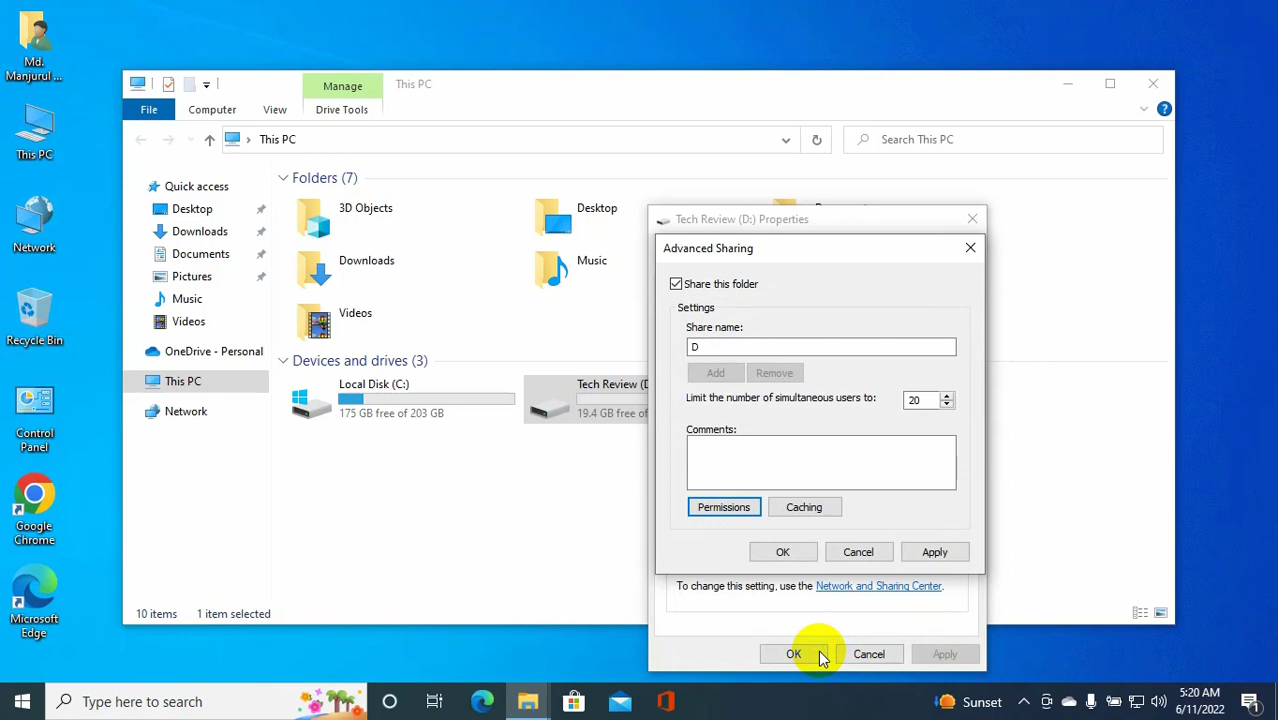 Md.
Manjurul ...
This PC
Network
Recycle Bin
Control
Panel
Google
Chrome
Microsoft
Edge
Manage
This PC
File
Computer
View
Drive Tools
This PC
Search This PC
Quick access
Desktop
Downloads
Documents
Pictures
Music
Videos
OneDrive - Personal
This PC
Network
Folders (7)
3D Objects
Desktop
Downloads
Music
Videos
Devices and drives (3)
Local Disk (C:)
175 GB free of 203 GB
Tech Review (D
19.4 GB free o
10 items
1 item selected
Tech Review (D:) Properties
Advanced Sharing
Share this folder
Settings
Share name:
D
Add
Remove
Limit the number of simultaneous users to:
20
Comments:
Permissions
Caching
OK
Cancel
Apply
To change this setting, use the Network and Sharing Center.
OK
Cancel
Apply
Type here to search
Sunset
5:20 AM
6/11/2022
1